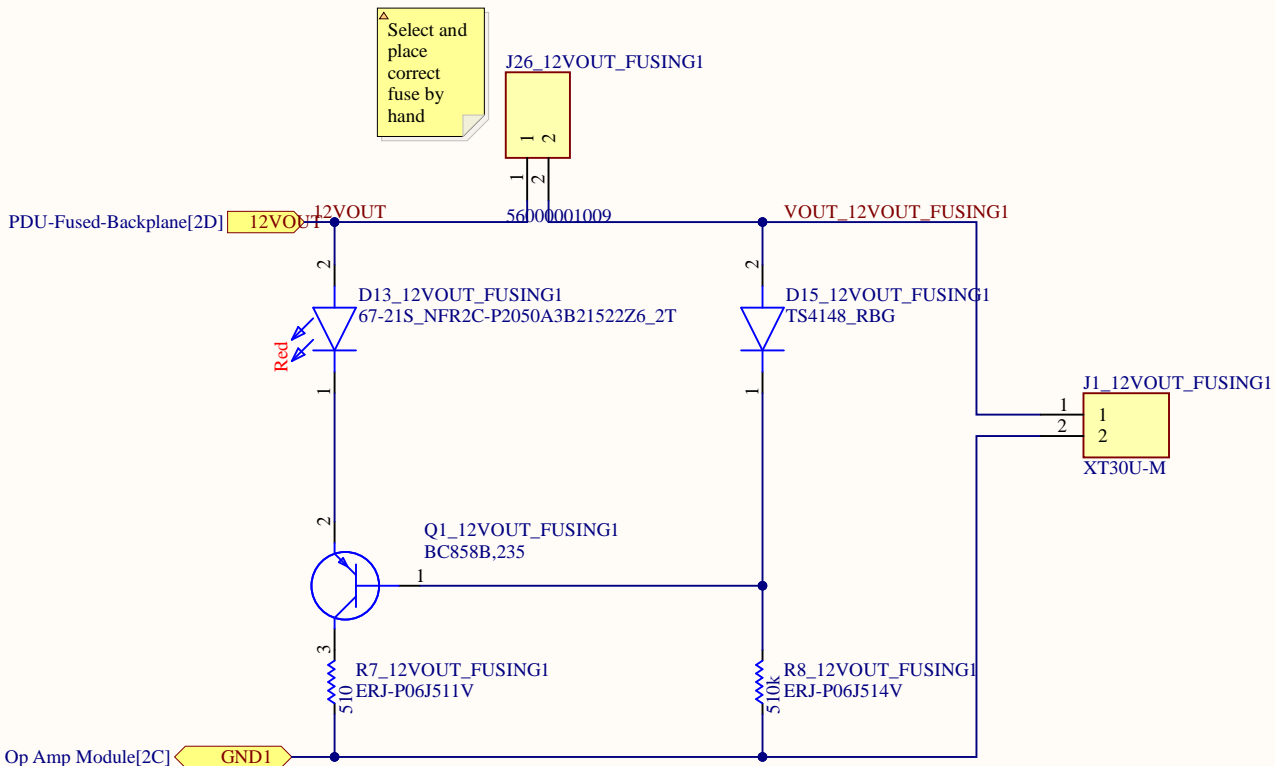 Select and
place
correct
fuse by
hand
J26_12VOUT_FUSING1
1
2
1
2
56000001009
PDU-Fused-Backplane[2D]
12VOUT
12VOUT
VOUT_12VOUT_FUSING1
2
D13_12VOUT_FUSING1
67-21S_NFR2C-P2050A3B21522Z6_2T
Red
1
2
D15_12VOUT_FUSING1
TS4148_RBG
1
J1_12VOUT_FUSING1
1
1
2
2
XT30U-M
2
Q1_12VOUT_FUSING1
BC858B,235
1
3
R7_12VOUT_FUSING1
ERJ-P06J511V
510
R8_12VOUT_FUSING1
ERJ-P06J514V
510k
Op Amp Module[2C]
GND1